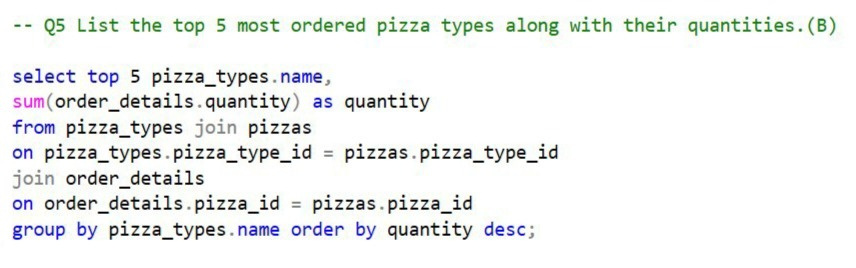 -- Q5 List the top 5 most ordered pizza types along with their quantities.(B)
select top 5 pizza_types.name,
sum(order_details.quantity) as quantity
from pizza_types join pizzas
on pizza_types.pizza_type_id = pizzas.pizza_type_id
join order_details
on order_details.pizza_id = pizzas.pizza_id
group by pizza_types.name order by quantity desc;